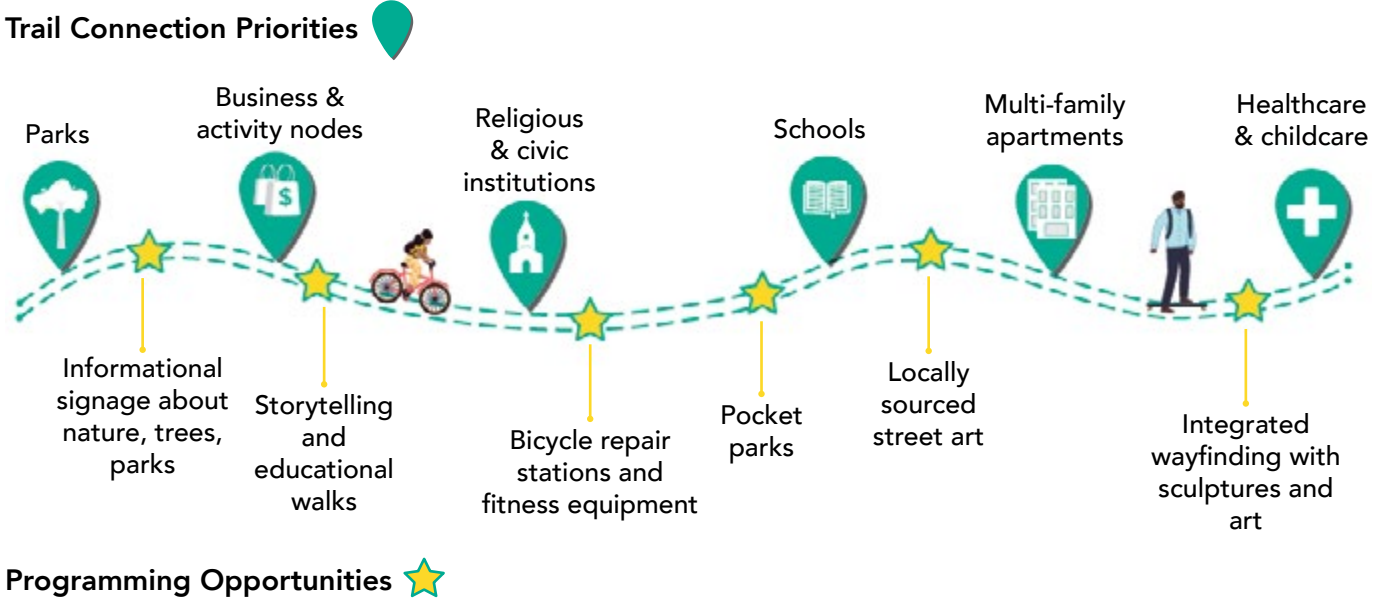 Trail Connection Priorities
Parks
Business &
activity nodes
Religious
& civic
institutions
Schools
Multi-family
apartments
Healthcare
& childcare
$
Informational
signage about
nature, trees,
parks
Storytelling
and
educational
walks
Bicycle repair
stations and
fitness equipment
Pocket
parks
Locally
sourced
street art
Integrated
wayfinding with
sculptures and
art
Programming Opportunities